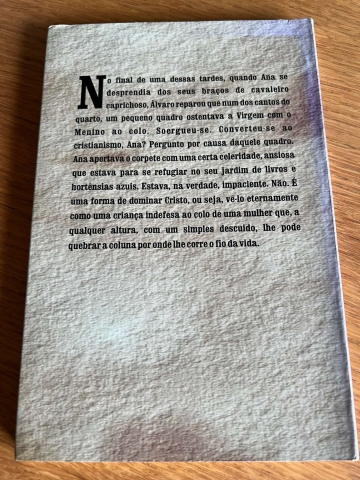 No final de uma dessas tardes, quando Ana se
desprendia dos seus braços de cavaleiro
caprichoso, Álvaro reparou que num dos cantos do
quarto, um pequeno quadro ostentava a Virgem com o
Menino ao colo. Soergueu-se. Converteu-se ao
cristianismo, Ana? Pergunto por causa daquele quadro.
Ana aportava o corpete com uma certa celeridade, ansiosa
que estava para se refugiar no seu jardim de livros e
hortênsias azuis. Estava, na verdade, impaciente. Não. É
uma forma de dominar Cristo, ou seja, vê-lo eternamente
como uma criança indefesa ao colo de uma mulher que, a
qualquer altura, com um simples descuido, lhe pode
quebrar a coluna por onde lhe corre o fio da vida.